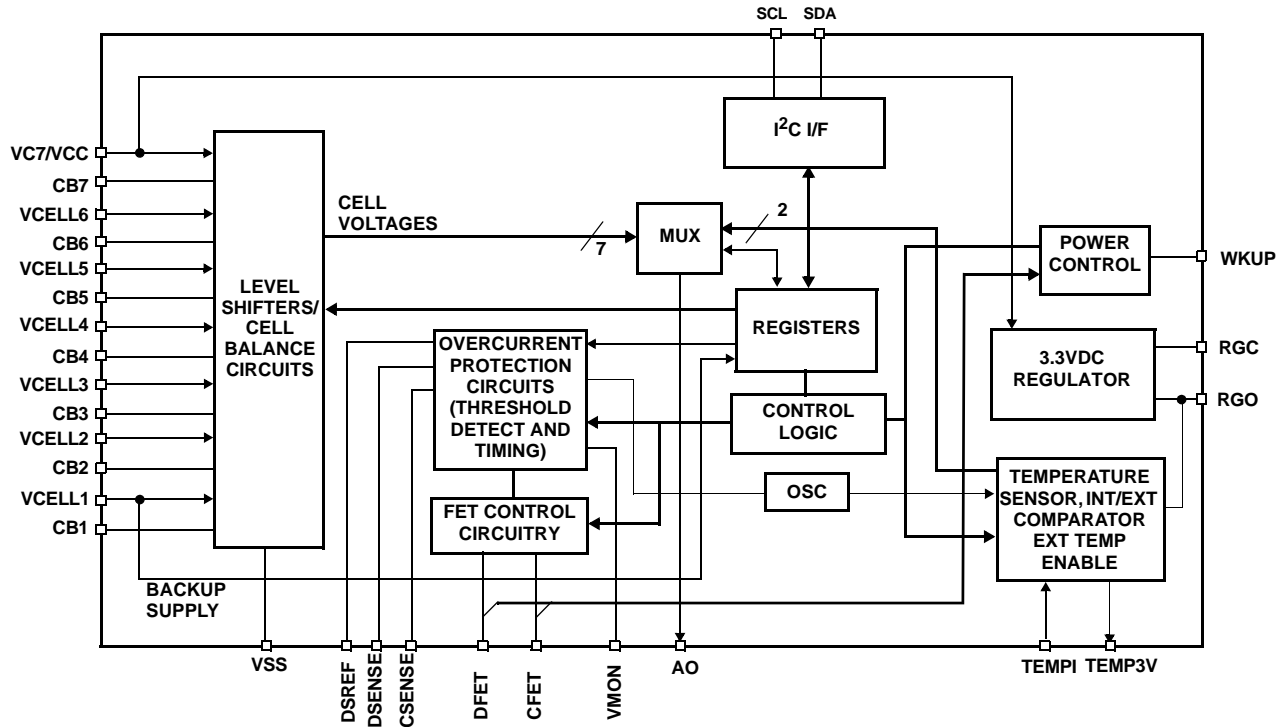 SCL
SDA
I2C I/F
VC7/VCC
CB7
VCELL6
CB6
VCELL5
CB5
VCELL4
CB4
VCELL3
CB3
VCELL2
CB2
VCELL1
CB1
LEVEL
SHIFTERS/
CELL
BALANCE
CIRCUITS
CELL
VOLTAGES
7
MUX
2
REGISTERS
POWER
CONTROL
WKUP
3.3VDC
REGULATOR
RGC
RGO
OVERCURRENT
PROTECTION
CIRCUITS
(THRESHOLD
DETECT AND
TIMING)
CONTROL
LOGIC
OSC
TEMPERATURE
SENSOR, INT/EXT
COMPARATOR
EXT TEMP
ENABLE
FET CONTROL
CIRCUITRY
BACKUP
SUPPLY
VSS
DSREF
DSENSE
CSENSE
DFET
CFET
VMON
AO
TEMPI
TEMP3V